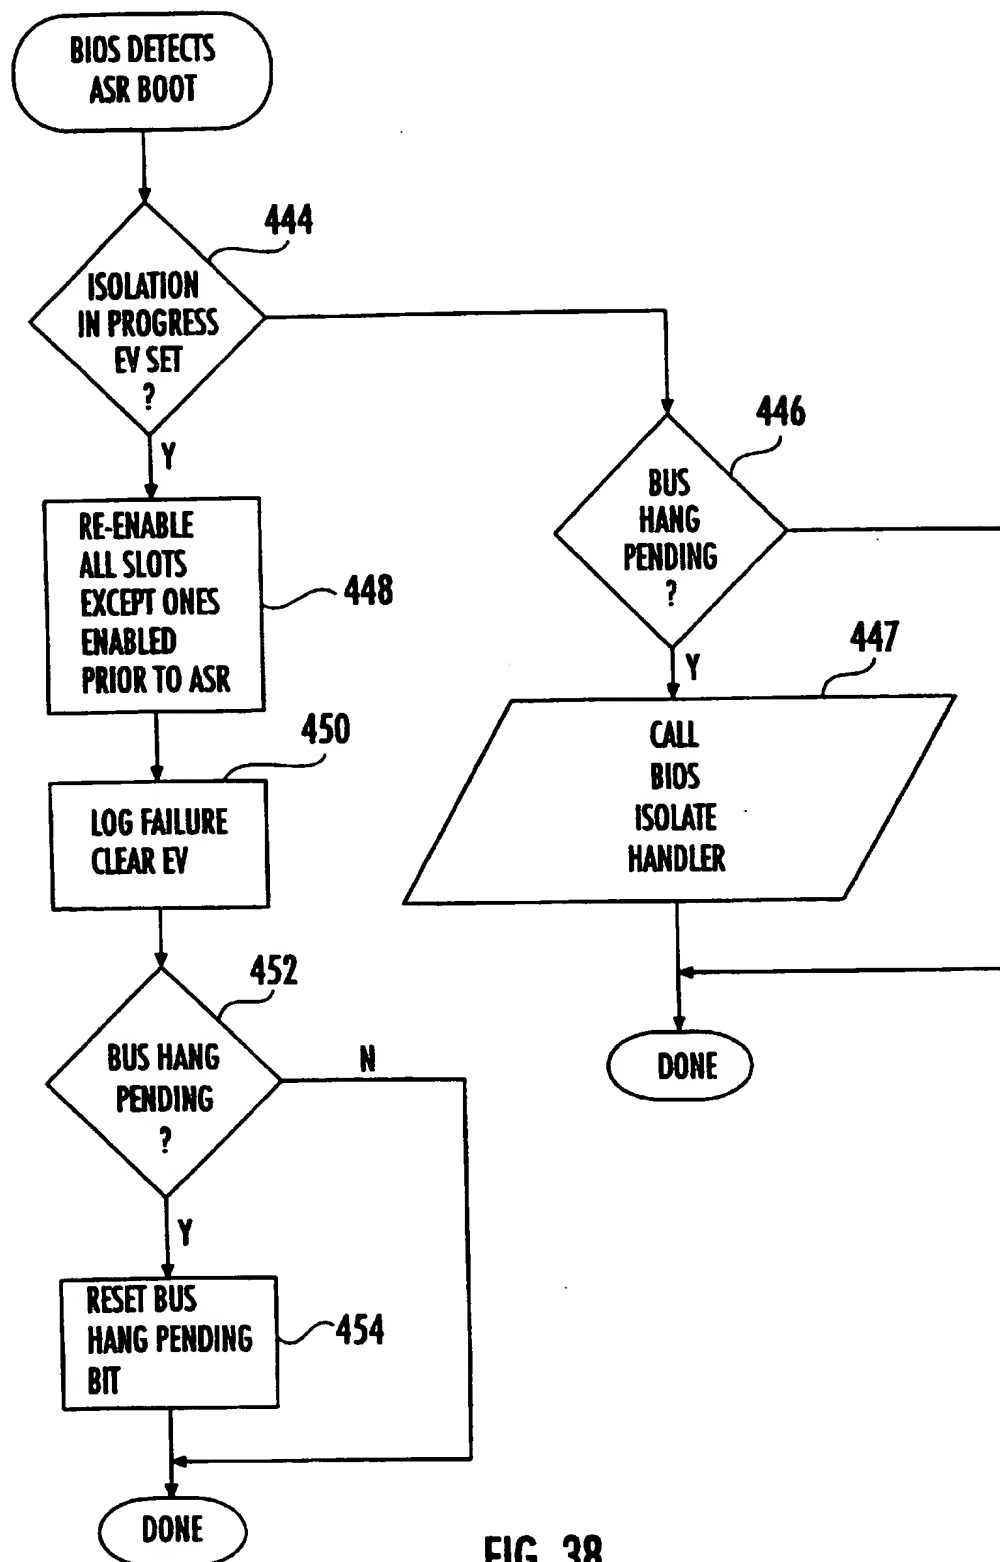 BIOS DETECTS
ASR BOOT
444
ISOLATION
IN PROGRESS
EV SET
?
Y
446
BUS
HANG
PENDING
?
Y
RE-ENABLE
ALL SLOTS
EXCEPT ONES
ENABLED
PRIOR TO ASR
448
447
CALL
BIOS
ISOLATE
HANDLER
450
LOG FAILURE
CLEAR EV
452
BUS HANG
PENDING
?
N
Y
DONE
RESET BUS
HANG PENDING
BIT
454
DONE
FIG. 38